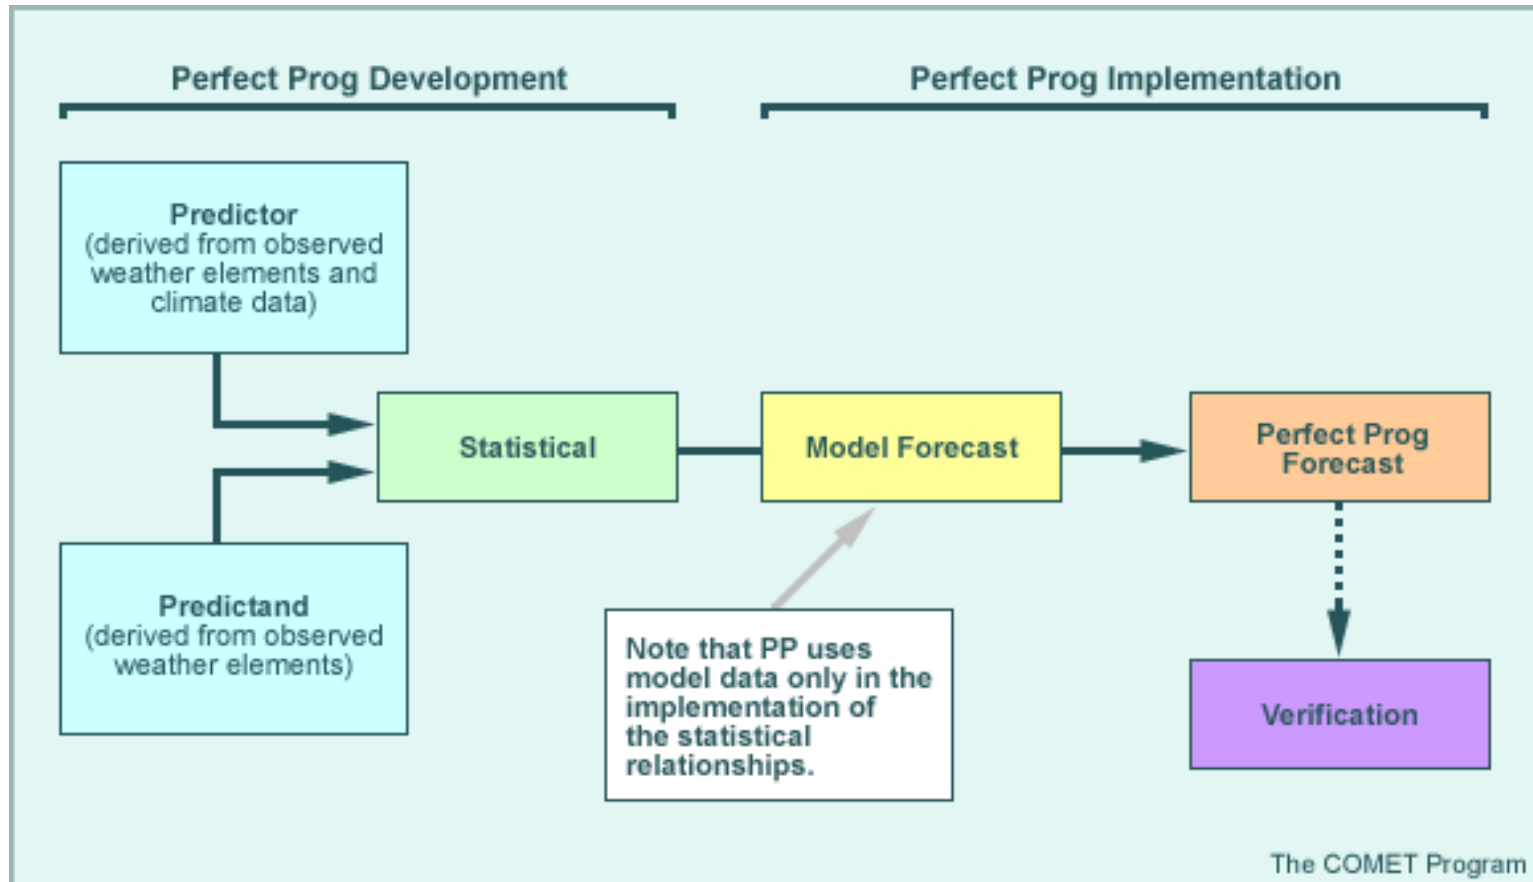 Perfect Prog Development
Perfect Prog Implementation
Predictor
(derived from observed
weather elements and
climate data)
Statistical
Model Forecast
Perfect Prog
Forecast
Predictand
(derived from observed
weather elements)
Note that PP uses
model data only in the
implementation of
the statistical
relationships.
Verification
The COMET Program